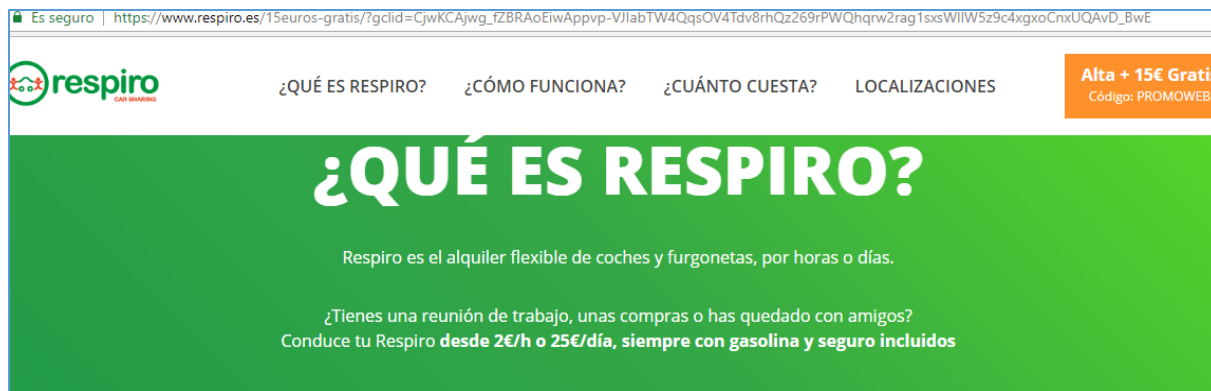 Es seguro | https://www.respiro.es/15euros-gratis/?gclid=CjwKCAjwg_fZBRAoEiwAppvp-VJIabTW4QqsOV4Tdv8rhQz269rPWQhqrw2rag1sxsWIIW5z9c4xgxoCnxUQAvD_BwE
respiro
CAR SHARING
¿QUÉ ES RESPIRO? ¿CÓMO FUNCIONA? ¿CUÁNTO CUESTA? LOCALIZACIONES
Alta + 15€ Gratis
Código: PROMOWEB
¿QUÉ ES RESPIRO?
Respiro es el alquiler flexible de coches y furgonetas, por horas o días.
¿Tienes una reunión de trabajo, unas compras o has quedado con amigos?
Conduce tu Respiro desde 2€/h o 25€/día, siempre con gasolina y seguro incluidos